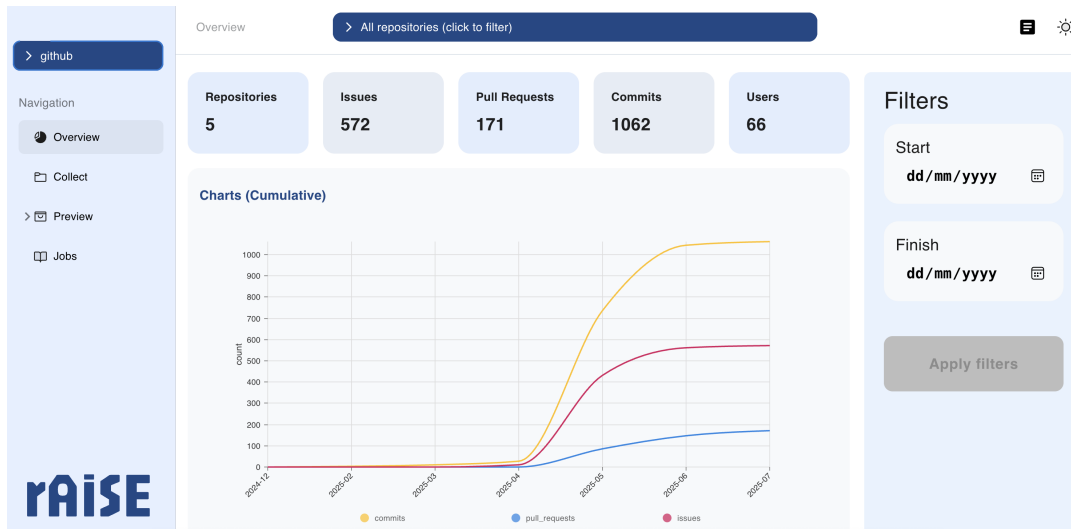 github
Navigation
Overview
Collect
Preview
Jobs
rAiSE
Overview
All repositories (click to filter)
Repositories
5
Issues
572
Pull Requests
171
Commits
1062
Users
66
Charts (Cumulative)
count
1000
900
800
700
600
500
400
300
200
100
0
2024-12
2025-02
2025-03
2025-04
2025-05
2025-06
2025-07
commits
pull_requests
issues
Filters
Start
dd/mm/yyyy
Finish
dd/mm/yyyy
Apply filters